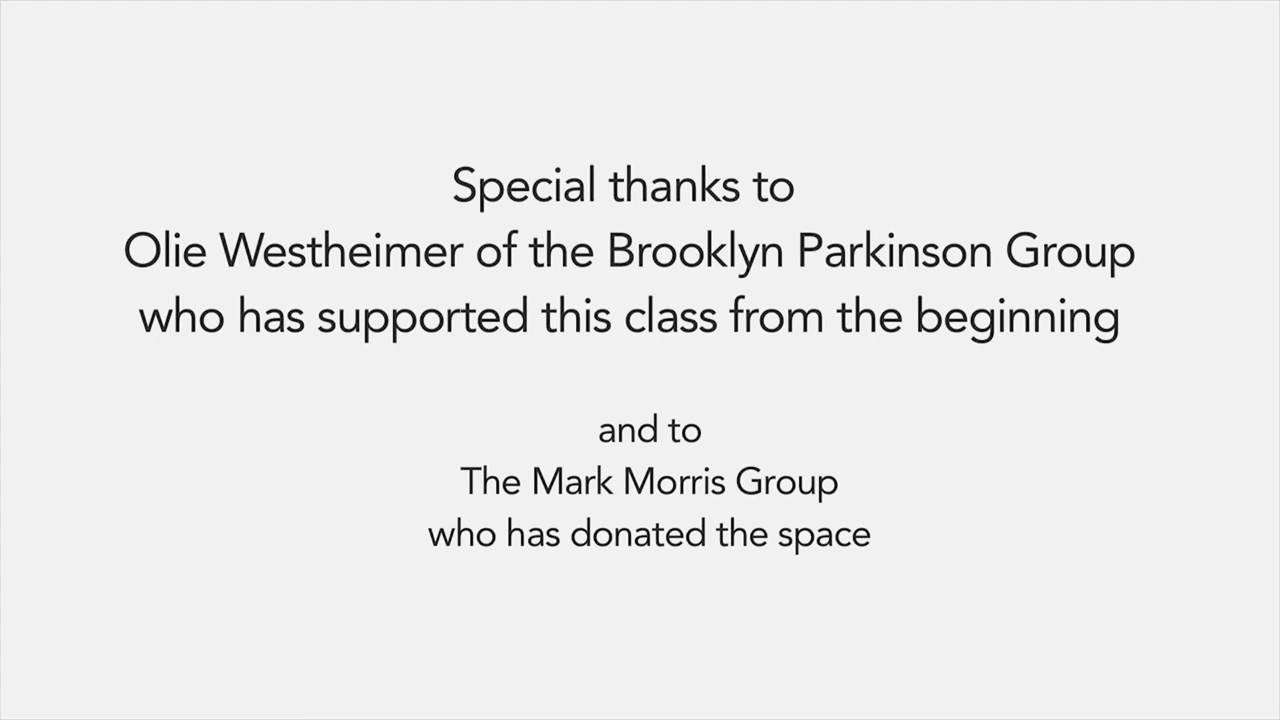 Special thanks to
Olie Westheimer of the Brooklyn Parkinson Group
who has supported this class from the beginning
and to
The Mark Morris Group
who has donated the space